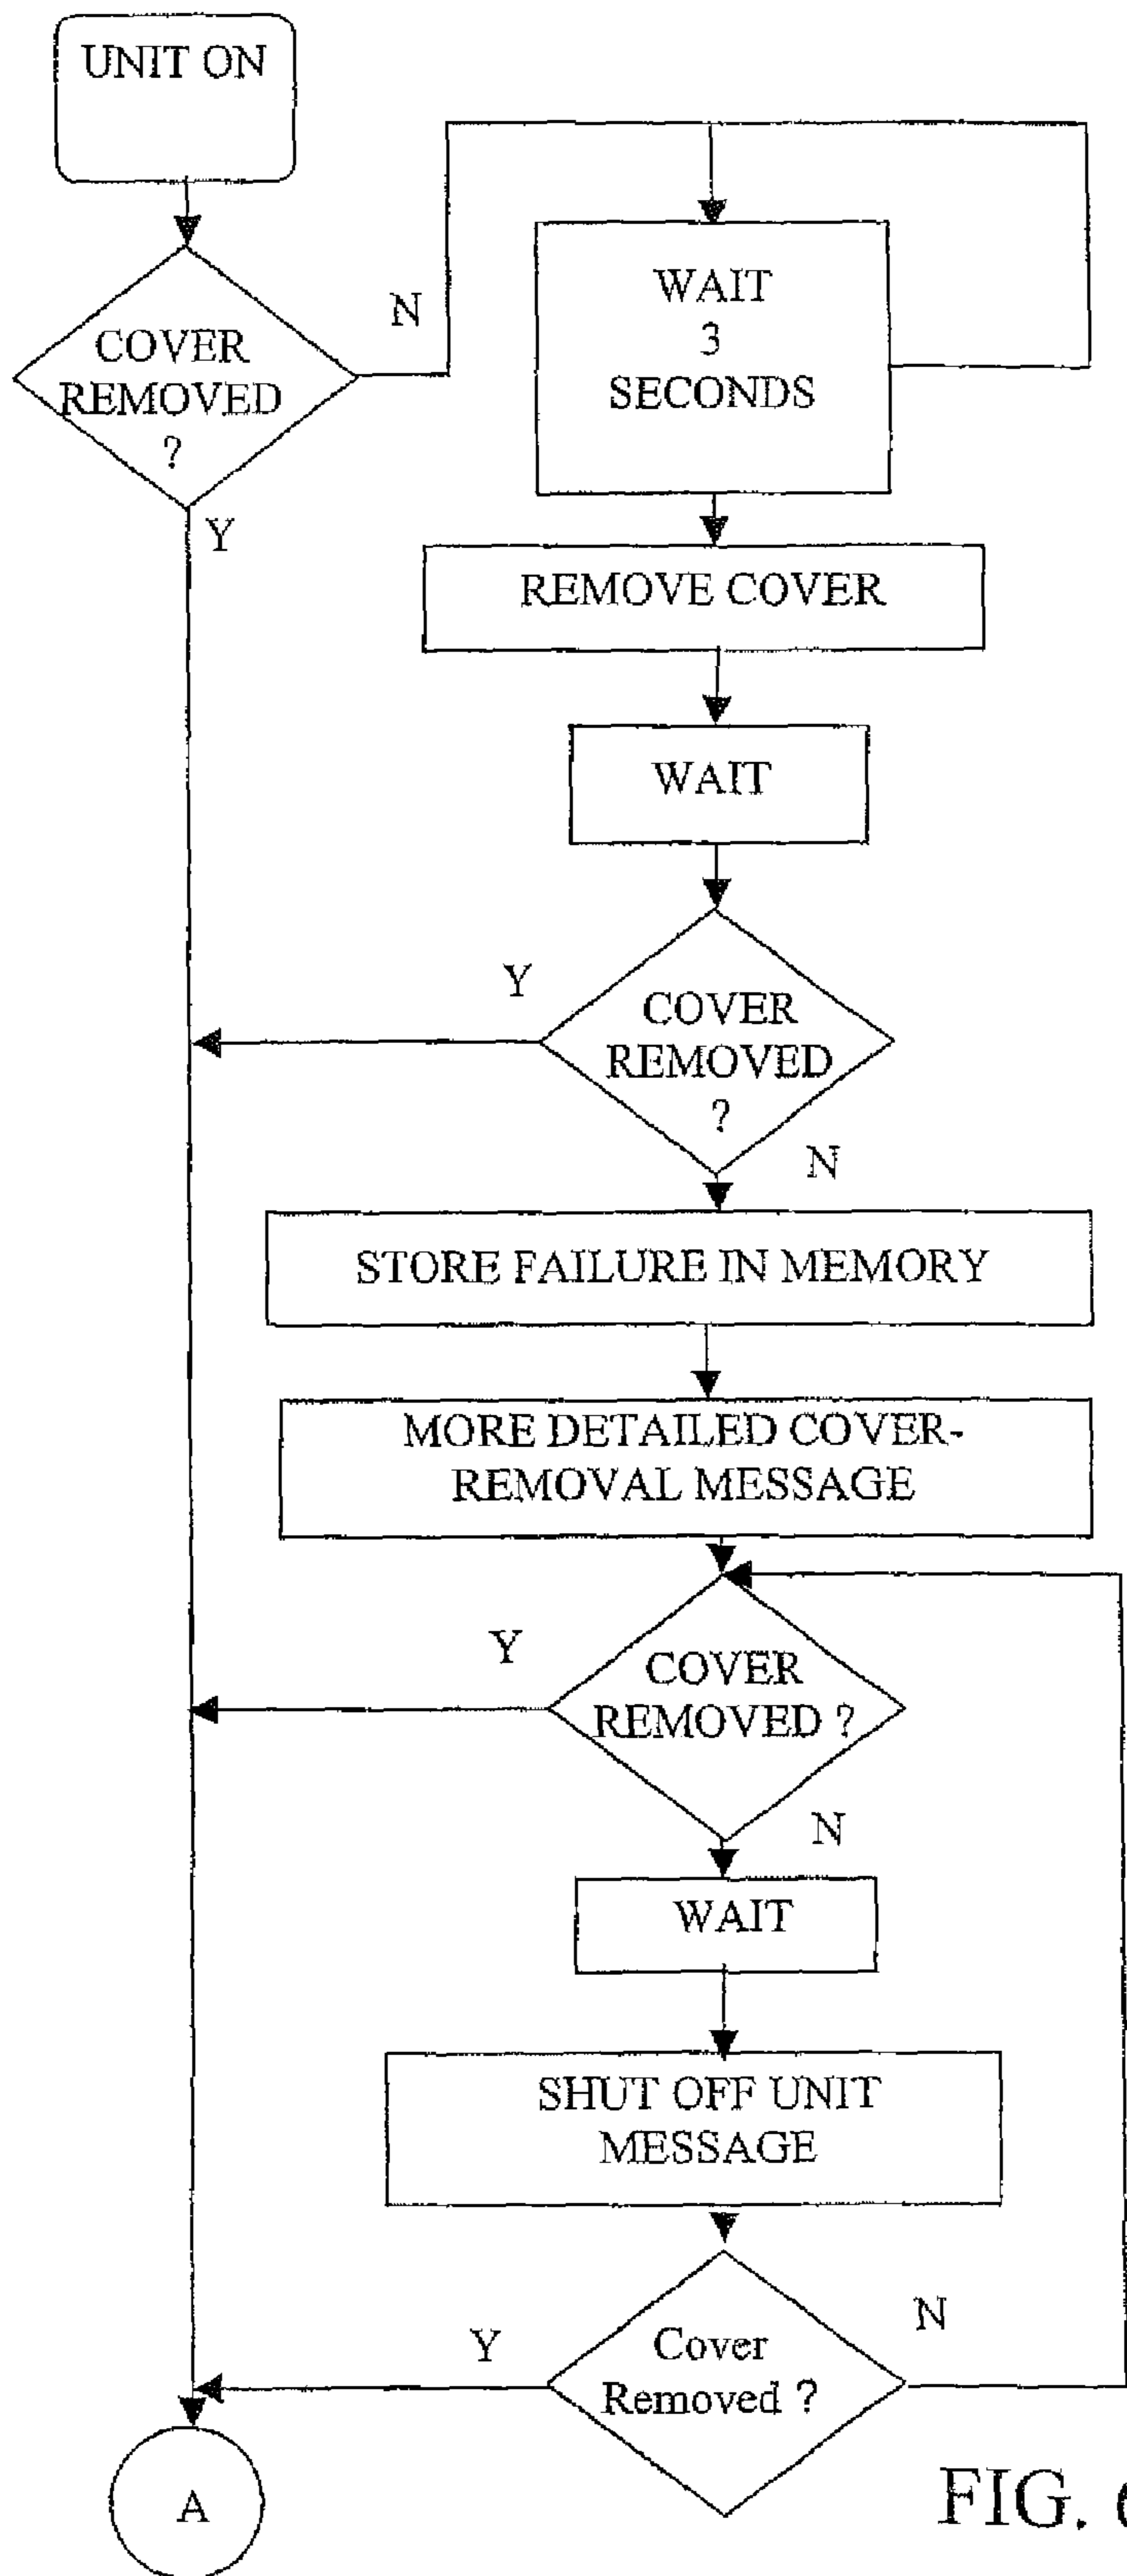 UNIT ON
COVER
REMOVED
?
N
Y
WAIT
3
SECONDS
REMOVE COVER
WAIT
COVER
REMOVED
?
Y
N
STORE FAILURE IN MEMORY
MORE DETAILED COVER-
REMOVAL MESSAGE
COVER
REMOVED ?
Y
N
WAIT
SHUT OFF UNIT
MESSAGE
Cover
Removed ?
Y
N
A
FIG.